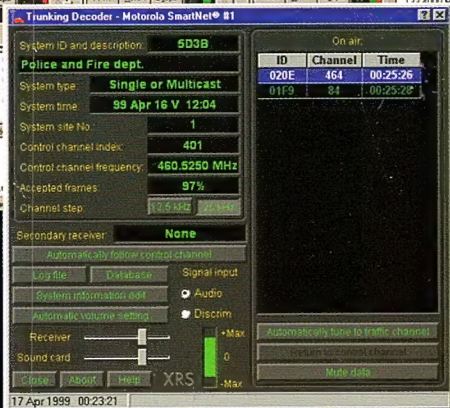 Trunking Decoder - Motorola SmartNet® #1
System ID and description: 5D3B
Police and Fire dept.
System type: Single or Multicast
System time: 99 Apr 16 V 12:04
System site No.: 1
Control channel index: 401
Control channel frequency: 460.5250 MHz
Accepted frames: 97%
Channel step: 12.5 kHz 25 kHz
Secondary receiver: None
Automatically follow control channel
Log file Database Signal input
System information edit Audio
Automatic volume setting Discrim
Receiver +Max
Sound card 0
Close About Help XRS -Max
17 Apr 1999 00:23:21
On air:
ID Channel Time
020E 464 00:25:26
01F9 84 00:25:28
Automatically tune to traffic channel
Return to control channel
Mute data